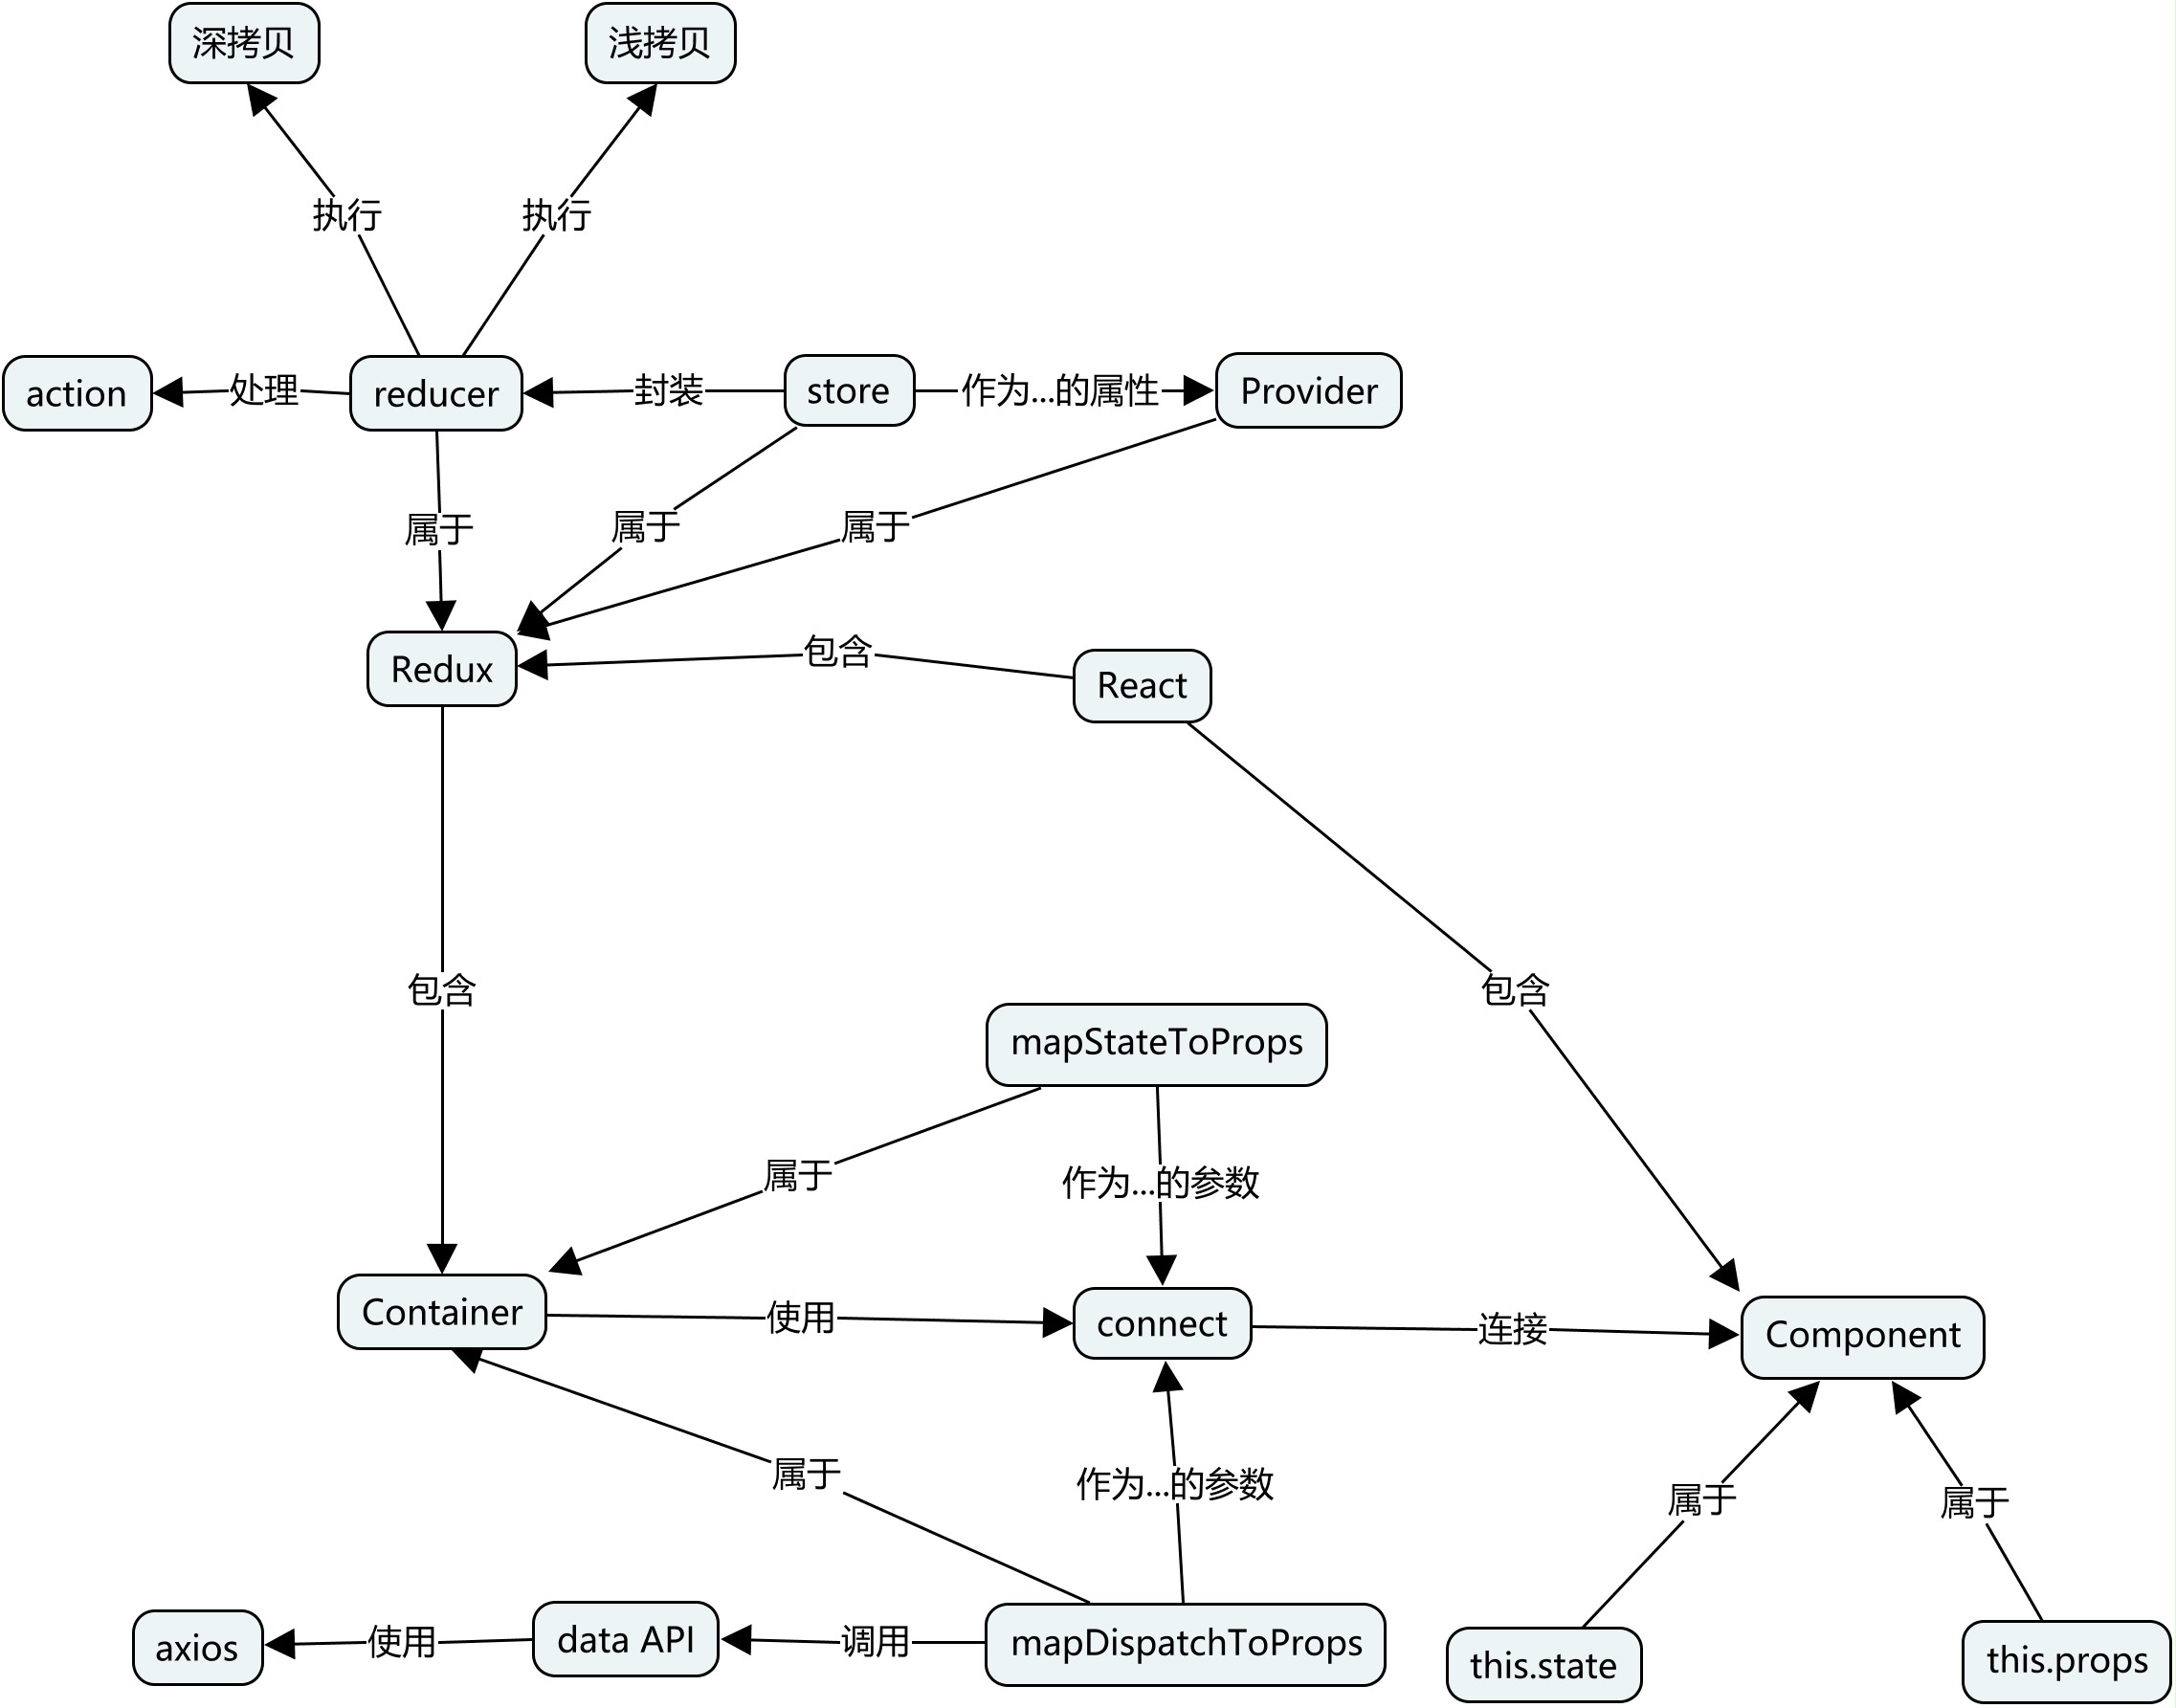 深拷贝
浅拷贝
执行
执行
action
处理
reducer
封装
store
作为...的属性
Provider
属于
属于
属于
Redux
包含
React
包含
包含
mapStateToProps
属于
作为...的参数
Container
使用
connect
连接
Component
属于
作为...的参数
属于
属于
axios
使用
data API
调用
mapDispatchToProps
this.state
this.props